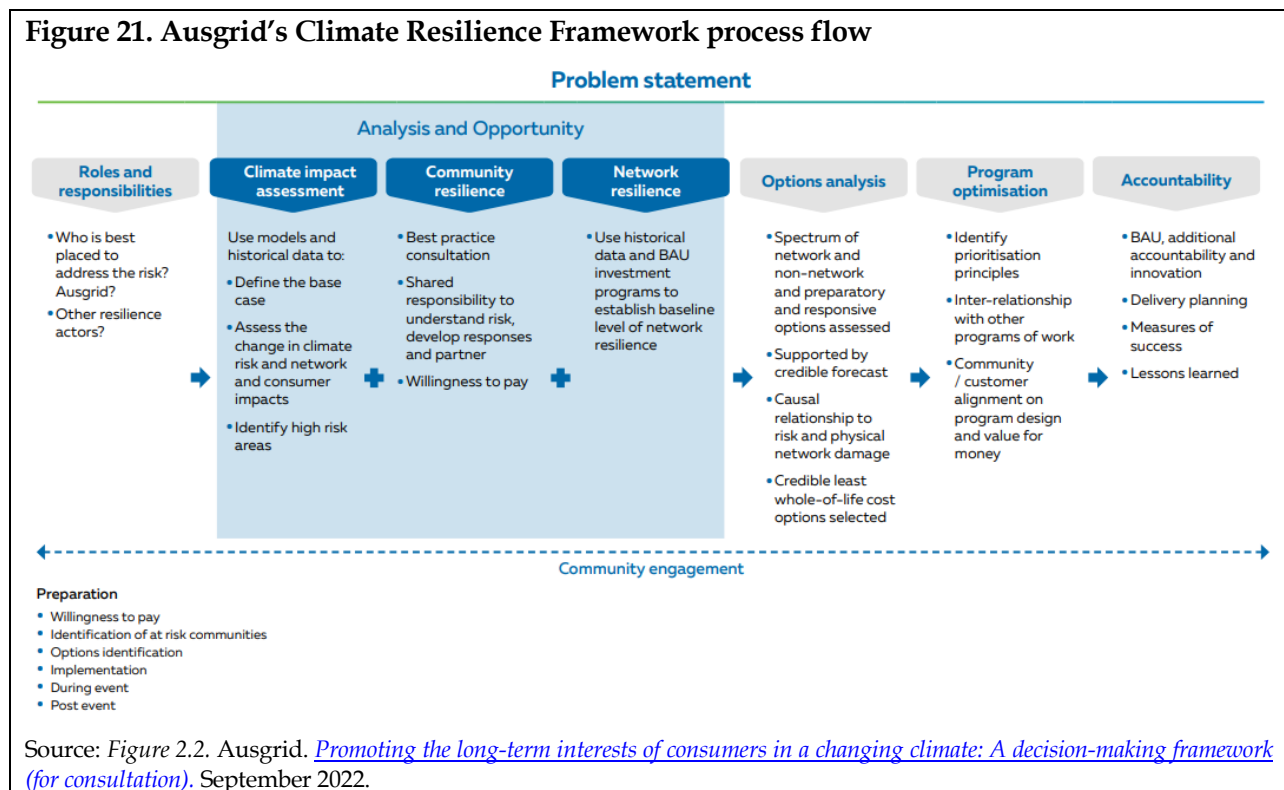 Figure 21. Ausgrid's Climate Resilience Framework process flow
Problem statement
Analysis and Opportunity
Roles and
responsibilities
• Who is best
placed to
address the risk?
Ausgrid?
• Other resilience
actors?
Climate impact
assessment
Use models and
historical data to:
• Define the base
case
• Assess the
change in climate
risk and network
and consumer
impacts
• Identify high risk
areas
Community
resilience
• Best practice
consultation
• Shared
responsibility to
understand risk,
develop responses
and partner
• Willingness to pay
Network
resilience
• Use historical
data and BAU
investment
programs to
establish baseline
level of network
resilience
Options analysis
• Spectrum of
network and
non-network
and preparatory
and responsive
options assessed
• Supported by
credible forecast
• Causal
relationship to
risk and physical
network damage
• Credible least
whole-of-life cost
options selected
Program
optimisation
• Identify
prioritisation
principles
• Inter-relationship
with other
programs of work
• Community
/ customer
alignment on
program design
and value for
money
Accountability
• BAU, additional
accountability and
innovation
• Delivery planning
• Measures of
success
• Lessons learned
Community engagement
Preparation
• Willingness to pay
• Identification of at risk communities
• Options identification
• Implementation
• During event
• Post event
Source: Figure 2.2. Ausgrid. Promoting the long-term interests of consumers in a changing climate: A decision-making framework
(for consultation). September 2022.